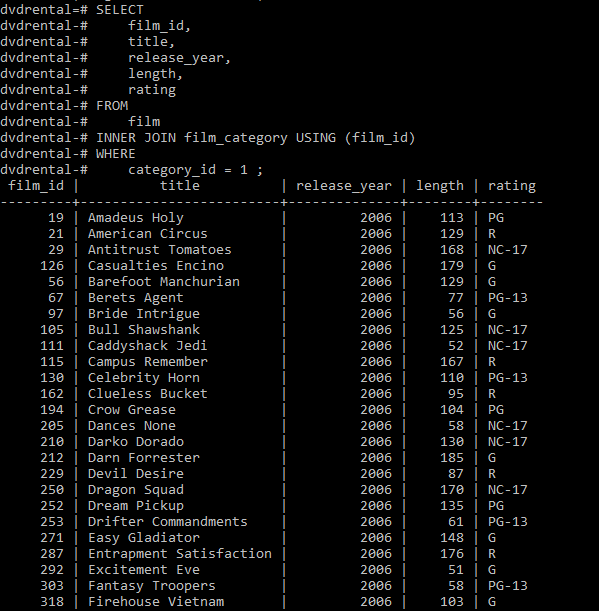 dvdrental=# SELECT
dvdrental-#     film_id,
dvdrental-#     title,
dvdrental-#     release_year,
dvdrental-#     length,
dvdrental-#     rating
dvdrental-# FROM
dvdrental-#     film
dvdrental-# INNER JOIN film_category USING (film_id)
dvdrental-# WHERE
dvdrental-#     category_id = 1 ;
 film_id |          title          | release_year | length | rating
---------+-------------------------+--------------+--------+--------
      19 | Amadeus Holy            |         2006 |    113 | PG
      21 | American Circus         |         2006 |    129 | R
      29 | Antitrust Tomatoes      |         2006 |    168 | NC-17
     126 | Casualties Encino       |         2006 |    179 | G
      56 | Barefoot Manchurian     |         2006 |    129 | G
      67 | Berets Agent            |         2006 |     77 | PG-13
      97 | Bride Intrigue          |         2006 |     56 | G
     105 | Bull Shawshank          |         2006 |    125 | NC-17
     111 | Caddyshack Jedi         |         2006 |     52 | NC-17
     115 | Campus Remember         |         2006 |    167 | R
     130 | Celebrity Horn          |         2006 |    110 | PG-13
     162 | Clueless Bucket         |         2006 |     95 | R
     194 | Crow Grease             |         2006 |    104 | PG
     205 | Dances None             |         2006 |     58 | NC-17
     210 | Darko Dorado            |         2006 |    130 | NC-17
     212 | Darn Forrester          |         2006 |    185 | G
     229 | Devil Desire            |         2006 |     87 | R
     250 | Dragon Squad            |         2006 |    170 | NC-17
     252 | Dream Pickup            |         2006 |    135 | PG
     253 | Drifter Commandments    |         2006 |     61 | PG-13
     271 | Easy Gladiator          |         2006 |    148 | G
     287 | Entrapment Satisfaction |         2006 |    176 | R
     292 | Excitement Eve          |         2006 |     51 | G
     303 | Fantasy Troopers        |         2006 |     58 | PG-13
     318 | Firehouse Vietnam       |         2006 |    103 | G